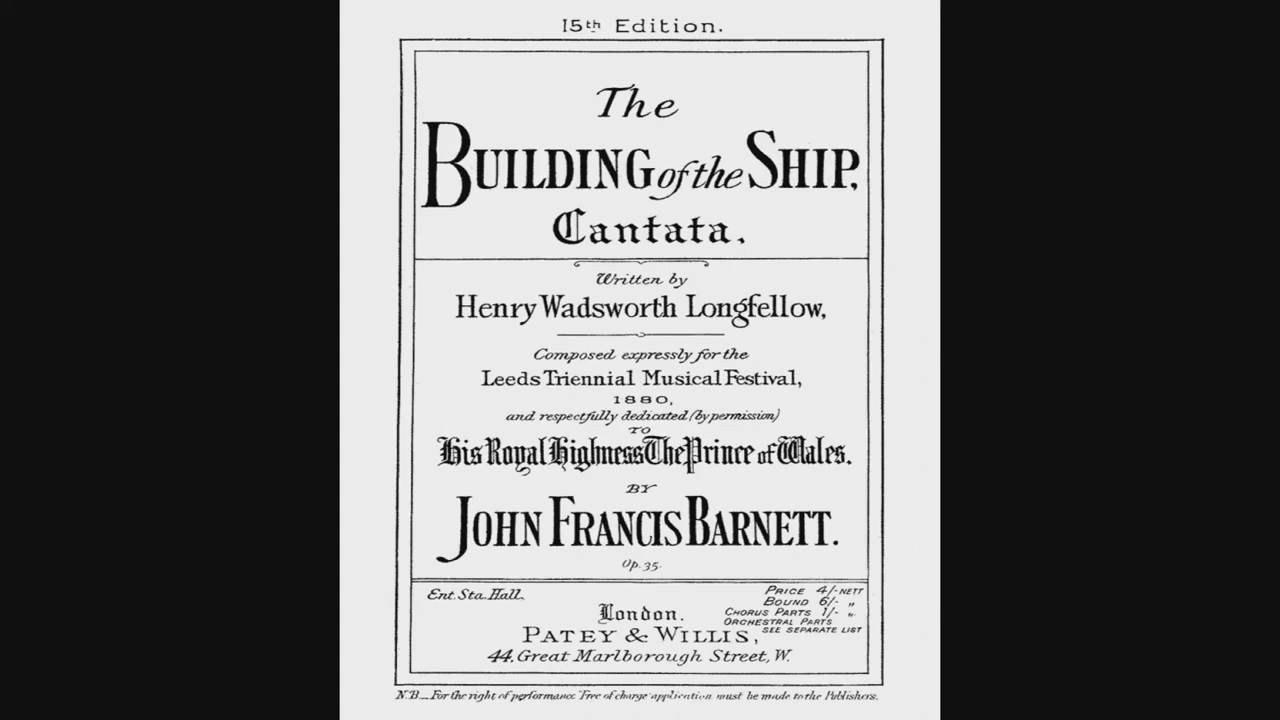 15th Edition.
The
BUILDING of the SHIP,
Cantata.
Written by
Henry Wadsworth Longfellow,
Composed expressly for the
Leeds Triennial Musical Festival,
1880,
and respectfully dedicated (by permission)
TO
His Royal Highness The Prince of Wales.
BY
JOHN FRANCIS BARNETT.
Op. 35.
Ent. Sta. Hall.
PRICE 4/- NETT
BOUND 6/- „
CHORUS PARTS 1/- „
ORCHESTRAL PARTS
SEE SEPARATE LIST
London.
PATEY & WILLIS,
44, Great Marlborough Street, W.
N.B._ For the right of performance Free of charge application must be made to the Publishers.